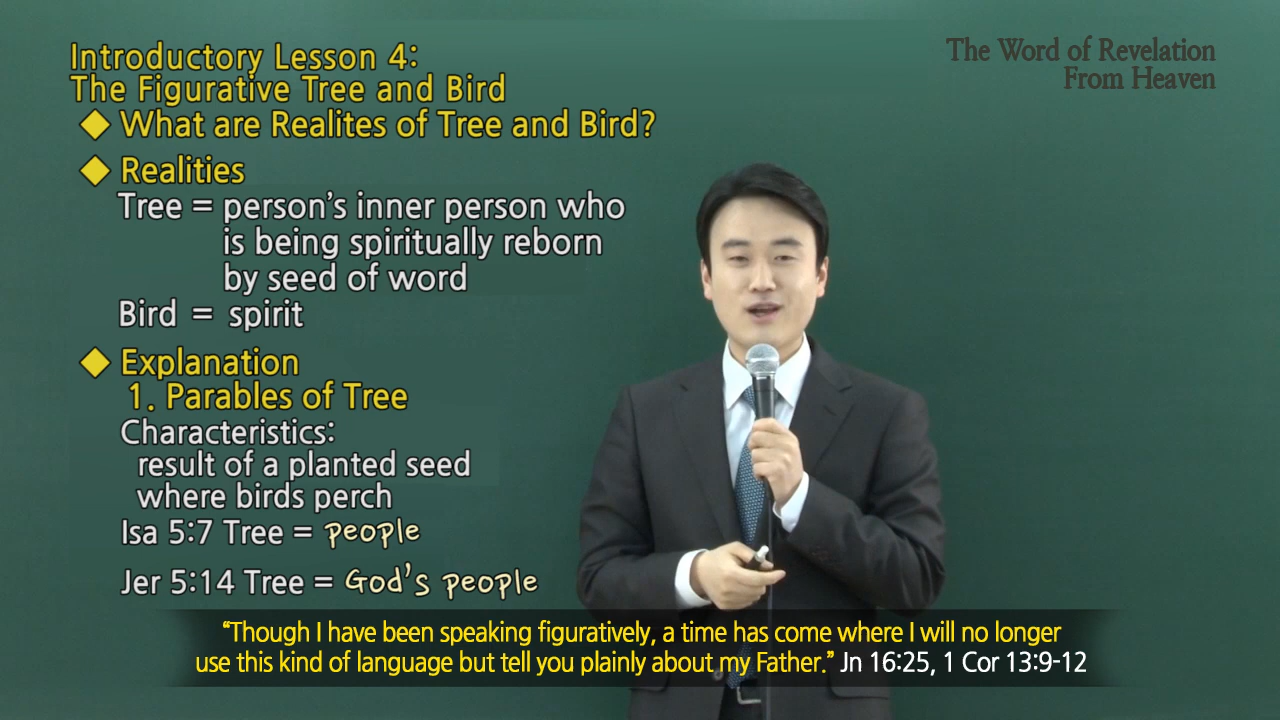 Introductory Lesson 4:
The Figurative Tree and Bird
The Word of Revelation
From Heaven
◆ What are Realites of Tree and Bird?
◆ Realities
Tree = person's inner person who
is being spiritually reborn
by seed of word
Bird = spirit
◆ Explanation
1. Parables of Tree
Characteristics:
result of a planted seed
where birds perch
Isa 5:7 Tree = people
Jer 5:14 Tree = God's people
“Though I have been speaking figuratively, a time has come where I will no longer
use this kind of language but tell you plainly about my Father.” Jn 16:25, 1 Cor 13:9-12